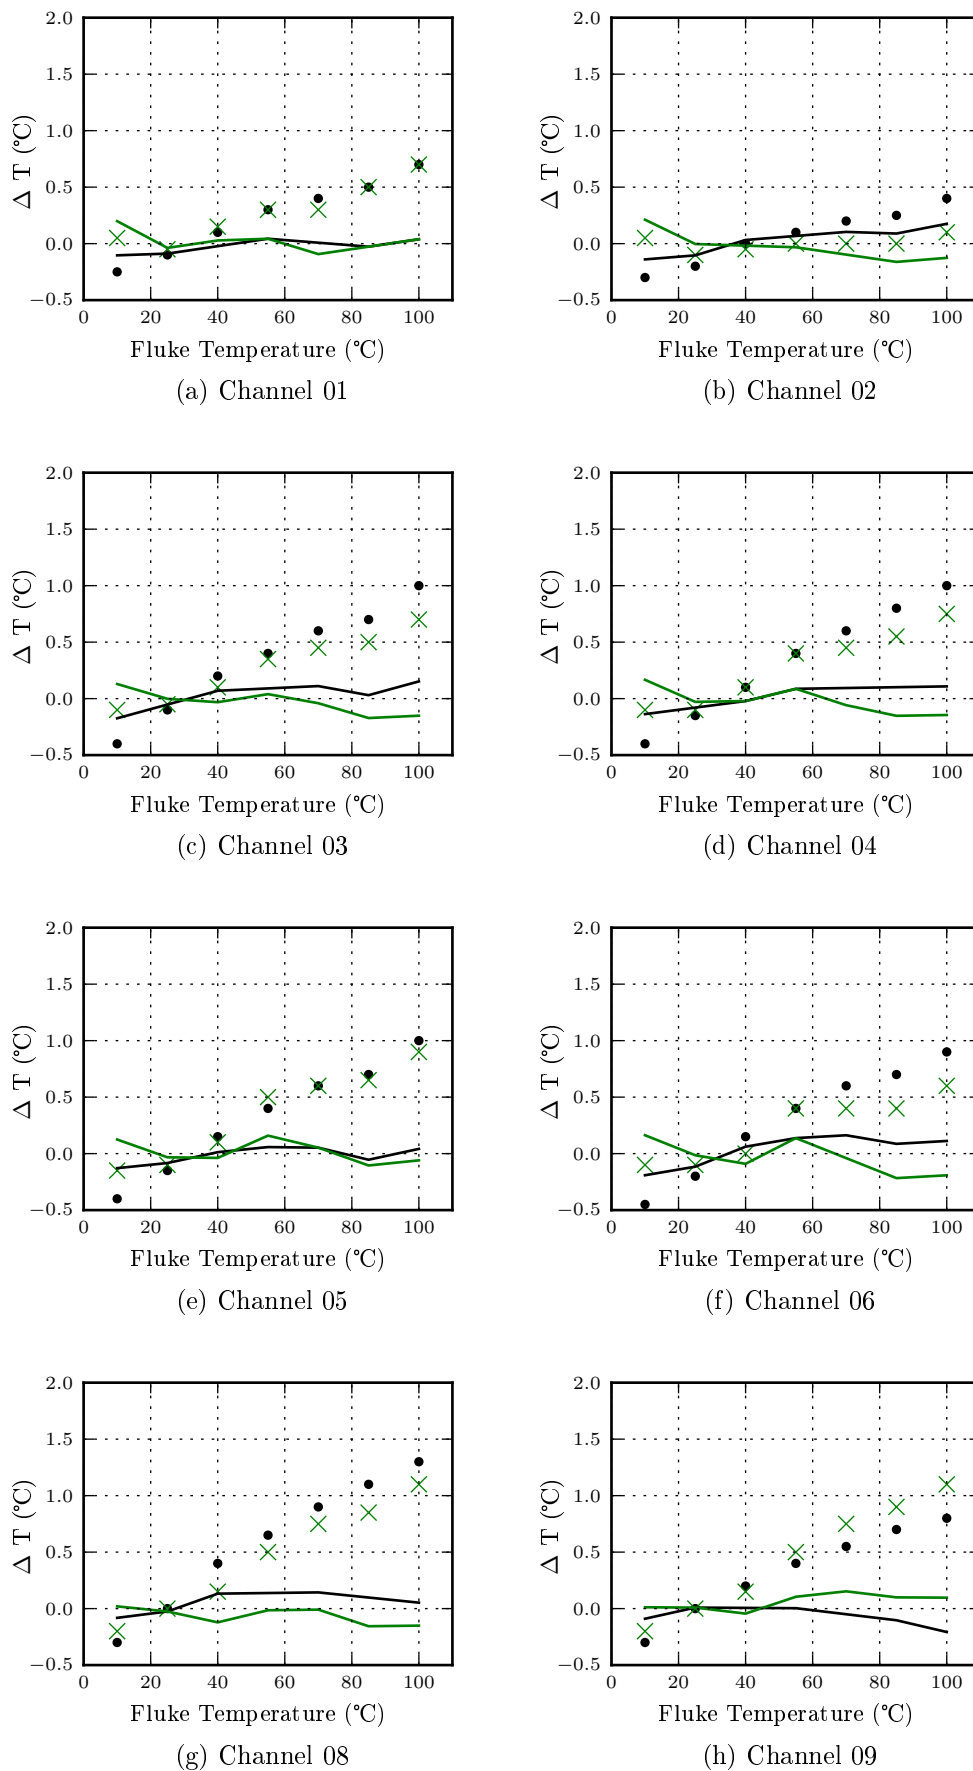 2.0
1.5
1.0
0.5
0.0
−0.5
0 20 40 60 80 100
Δ T (°C)
Fluke Temperature (°C)
(a) Channel 01
2.0
1.5
1.0
0.5
0.0
−0.5
0 20 40 60 80 100
Δ T (°C)
Fluke Temperature (°C)
(b) Channel 02
2.0
1.5
1.0
0.5
0.0
−0.5
0 20 40 60 80 100
Δ T (°C)
Fluke Temperature (°C)
(c) Channel 03
2.0
1.5
1.0
0.5
0.0
−0.5
0 20 40 60 80 100
Δ T (°C)
Fluke Temperature (°C)
(d) Channel 04
2.0
1.5
1.0
0.5
0.0
−0.5
0 20 40 60 80 100
Δ T (°C)
Fluke Temperature (°C)
(e) Channel 05
2.0
1.5
1.0
0.5
0.0
−0.5
0 20 40 60 80 100
Δ T (°C)
Fluke Temperature (°C)
(f) Channel 06
2.0
1.5
1.0
0.5
0.0
−0.5
0 20 40 60 80 100
Δ T (°C)
Fluke Temperature (°C)
(g) Channel 08
2.0
1.5
1.0
0.5
0.0
−0.5
0 20 40 60 80 100
Δ T (°C)
Fluke Temperature (°C)
(h) Channel 09